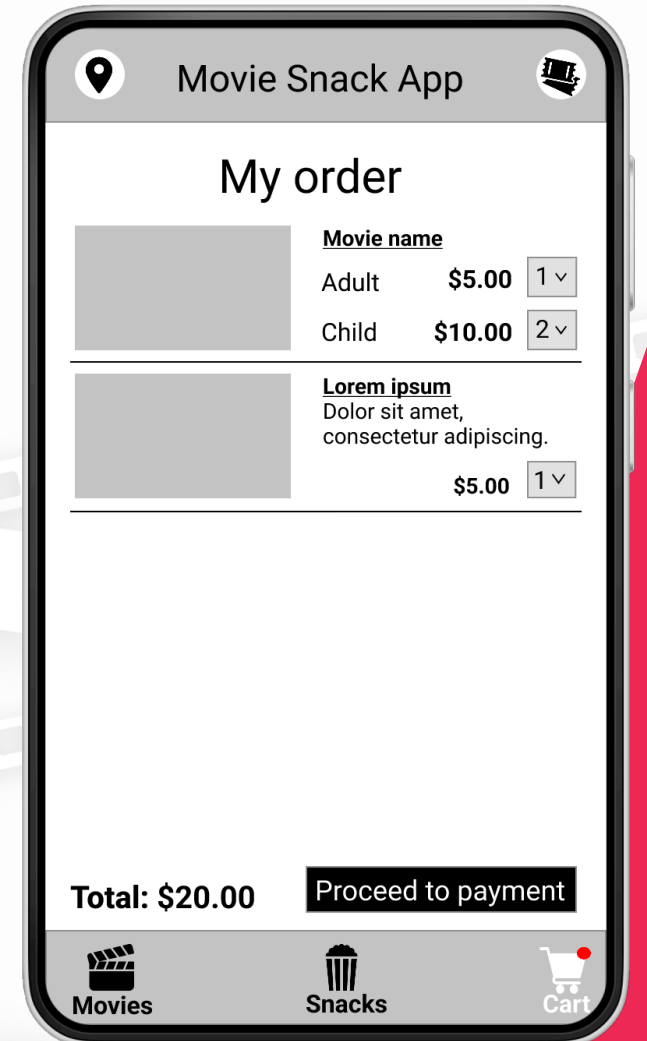 Movie Snack App
My order
Movie name
Adult $5.00 1
Child $10.00 2
Lorem ipsum
Dolor sit amet,
consectetur adipiscing.
$5.00 1
Total: $20.00 Proceed to payment
Movies Snacks Cart